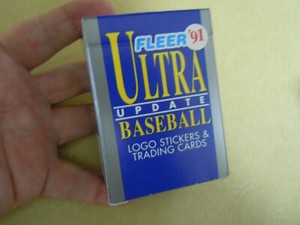 FLEER '91
ULTRA
UPDATE
BASEBALL
LOGO STICKERS &
TRADING CARDS